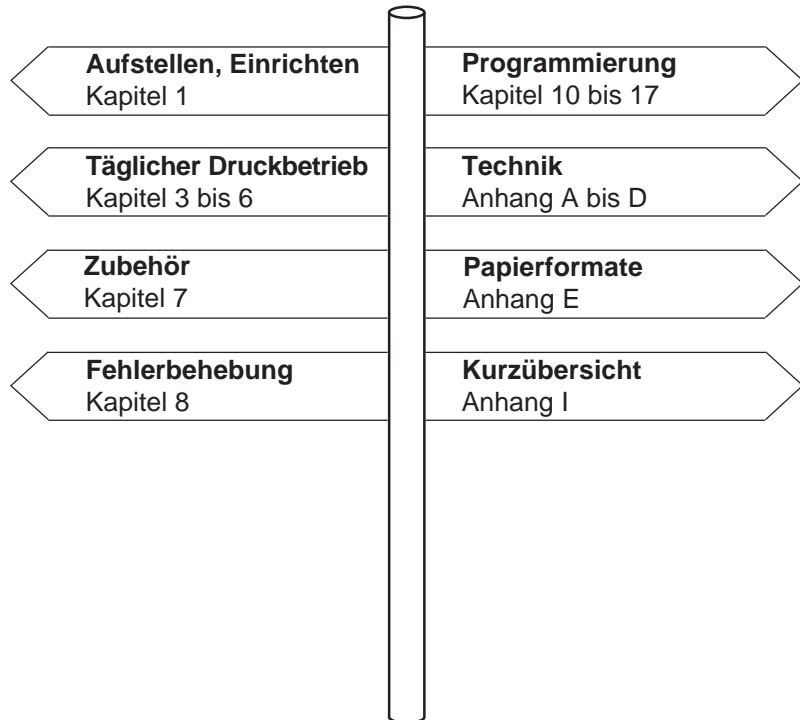 Aufstellen, Einrichten
Kapitel 1
Täglicher Druckbetrieb
Kapitel 3 bis 6
Zubehör
Kapitel 7
Fehlerbehebung
Kapitel 8
Programmierung
Kapitel 10 bis 17
Technik
Anhang A bis D
Papierformate
Anhang E
Kurzübersicht
Anhang I